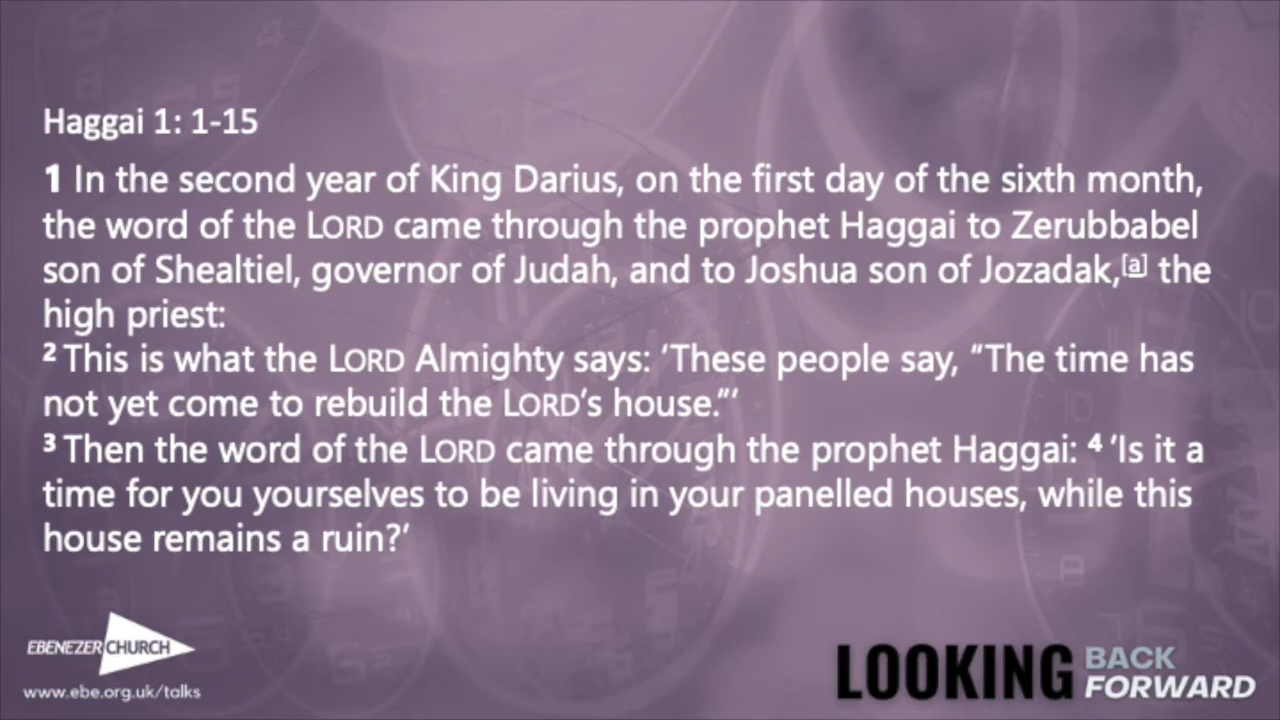 Haggai 1: 1-15
1 In the second year of King Darius, on the first day of the sixth month,
the word of the LORD came through the prophet Haggai to Zerubbabel
son of Shealtiel, governor of Judah, and to Joshua son of Jozadak,[a] the
high priest:
2 This is what the LORD Almighty says: ‘These people say, “The time has
not yet come to rebuild the LORD’s house.”’
3 Then the word of the LORD came through the prophet Haggai: 4 ‘Is it a
time for you yourselves to be living in your panelled houses, while this
house remains a ruin?’
EBENEZER CHURCH
www.ebe.org.uk/talks
LOOKING BACK
FORWARD